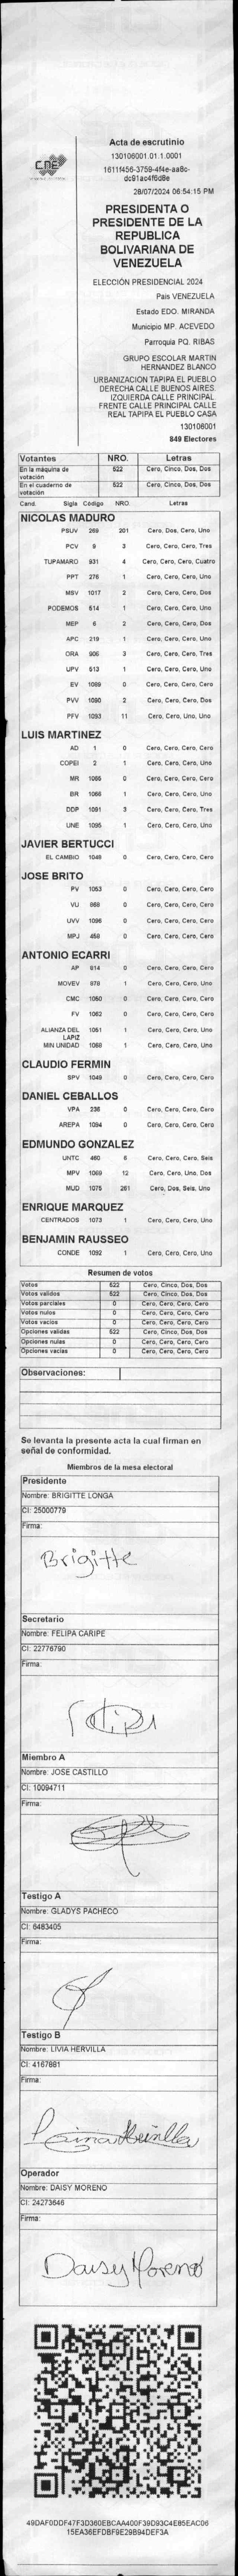 CNE
Acta de escrutinio
130106001.01.1.0001
1611f456-3759-4f4e-aa8c-
dc91ac4f6d8e
28/07/2024 06:54:15 PM
PRESIDENTA O
PRESIDENTE DE LA
REPUBLICA
BOLIVARIANA DE
VENEZUELA
ELECCIÓN PRESIDENCIAL 2024
Pais VENEZUELA
Estado EDO. MIRANDA
Municipio MP. ACEVEDO
Parroquia PQ. RIBAS
GRUPO ESCOLAR MARTIN
HERNANDEZ BLANCO
URBANIZACION TAPIPA EL PUEBLO
DERECHA CALLE BUENOS AIRES.
IZQUIERDA CALLE PRINCIPAL.
FRENTE CALLE PRINCIPAL CALLE
REAL TAPIPA EL PUEBLO CASA
130106001
849 Electores
Votantes NRO. Letras
En la máquina de votación 522 Cero, Cinco, Dos, Dos
En el cuaderno de votación 522 Cero, Cinco, Dos, Dos
Cand. Sigla Código NRO. Letras
NICOLAS MADURO
PSUV 269 201 Cero, Dos, Cero, Uno
PCV 9 3 Cero, Cero, Cero, Tres
TUPAMARO 931 4 Cero, Cero, Cero, Cuatro
PPT 276 1 Cero, Cero, Cero, Uno
MSV 1017 2 Cero, Cero, Cero, Dos
PODEMOS 514 1 Cero, Cero, Cero, Uno
MEP 6 2 Cero, Cero, Cero, Dos
APC 219 1 Cero, Cero, Cero, Uno
ORA 906 3 Cero, Cero, Cero, Tres
UPV 513 1 Cero, Cero, Cero, Uno
EV 1089 0 Cero, Cero, Cero, Cero
PVV 1090 2 Cero, Cero, Cero, Dos
PFV 1093 11 Cero, Cero, Uno, Uno
LUIS MARTINEZ
AD 1 0 Cero, Cero, Cero, Cero
COPEI 2 1 Cero, Cero, Cero, Uno
MR 1065 0 Cero, Cero, Cero, Cero
BR 1066 1 Cero, Cero, Cero, Uno
DDP 1091 3 Cero, Cero, Cero, Tres
UNE 1095 1 Cero, Cero, Cero, Uno
JAVIER BERTUCCI
EL CAMBIO 1048 0 Cero, Cero, Cero, Cero
JOSE BRITO
PV 1053 0 Cero, Cero, Cero, Cero
VU 868 0 Cero, Cero, Cero, Cero
UVV 1096 0 Cero, Cero, Cero, Cero
MPJ 458 0 Cero, Cero, Cero, Cero
ANTONIO ECARRI
AP 914 0 Cero, Cero, Cero, Cero
MOVEV 978 1 Cero, Cero, Cero, Uno
CMC 1050 0 Cero, Cero, Cero, Cero
FV 1062 0 Cero, Cero, Cero, Cero
ALIANZA DEL LAPIZ 1051 1 Cero, Cero, Cero, Uno
MIN UNIDAD 1069 1 Cero, Cero, Cero, Uno
CLAUDIO FERMIN
SPV 1049 0 Cero, Cero, Cero, Cero
DANIEL CEBALLOS
VPA 236 0 Cero, Cero, Cero, Cero
AREPA 1094 0 Cero, Cero, Cero, Cero
EDMUNDO GONZALEZ
UNTC 460 6 Cero, Cero, Cero, Seis
MPV 1069 12 Cero, Cero, Uno, Dos
MUD 1075 261 Cero, Dos, Seis, Uno
ENRIQUE MARQUEZ
CENTRADOS 1073 1 Cero, Cero, Cero, Uno
BENJAMIN RAUSSEO
CONDE 1092 1 Cero, Cero, Cero, Uno
Resumen de votos
Votos 522 Cero, Cinco, Dos, Dos
Votos validos 522 Cero, Cinco, Dos, Dos
Votos parciales 0 Cero, Cero, Cero, Cero
Votos nulos 0 Cero, Cero, Cero, Cero
Votos vacios 0 Cero, Cero, Cero, Cero
Opciones validas 522 Cero, Cinco, Dos, Dos
Opciones nulas 0 Cero, Cero, Cero, Cero
Opciones vacias 0 Cero, Cero, Cero, Cero
Observaciones:
Se levanta la presente acta la cual firman en
señal de conformidad.
Miembros de la mesa electoral
Presidente
Nombre: BRIGITTE LONGA
CI: 25000779
Firma:
Brigitte
Secretario
Nombre: FELIPA CARIPE
CI: 22776790
Firma:
Miembro A
Nombre: JOSE CASTILLO
CI: 10094711
Firma:
Testigo A
Nombre: GLADYS PACHECO
CI: 6483405
Firma:
Testigo B
Nombre: LIVIA HERVILLA
CI: 4167881
Firma:
Operador
Nombre: DAISY MORENO
CI: 24273646
Firma:
Daisy Moreno
49DAF0DDF47F3D360EBCAA400F39D93C4E85EAC06
15EA36EFDBF9E29B94DEF3A